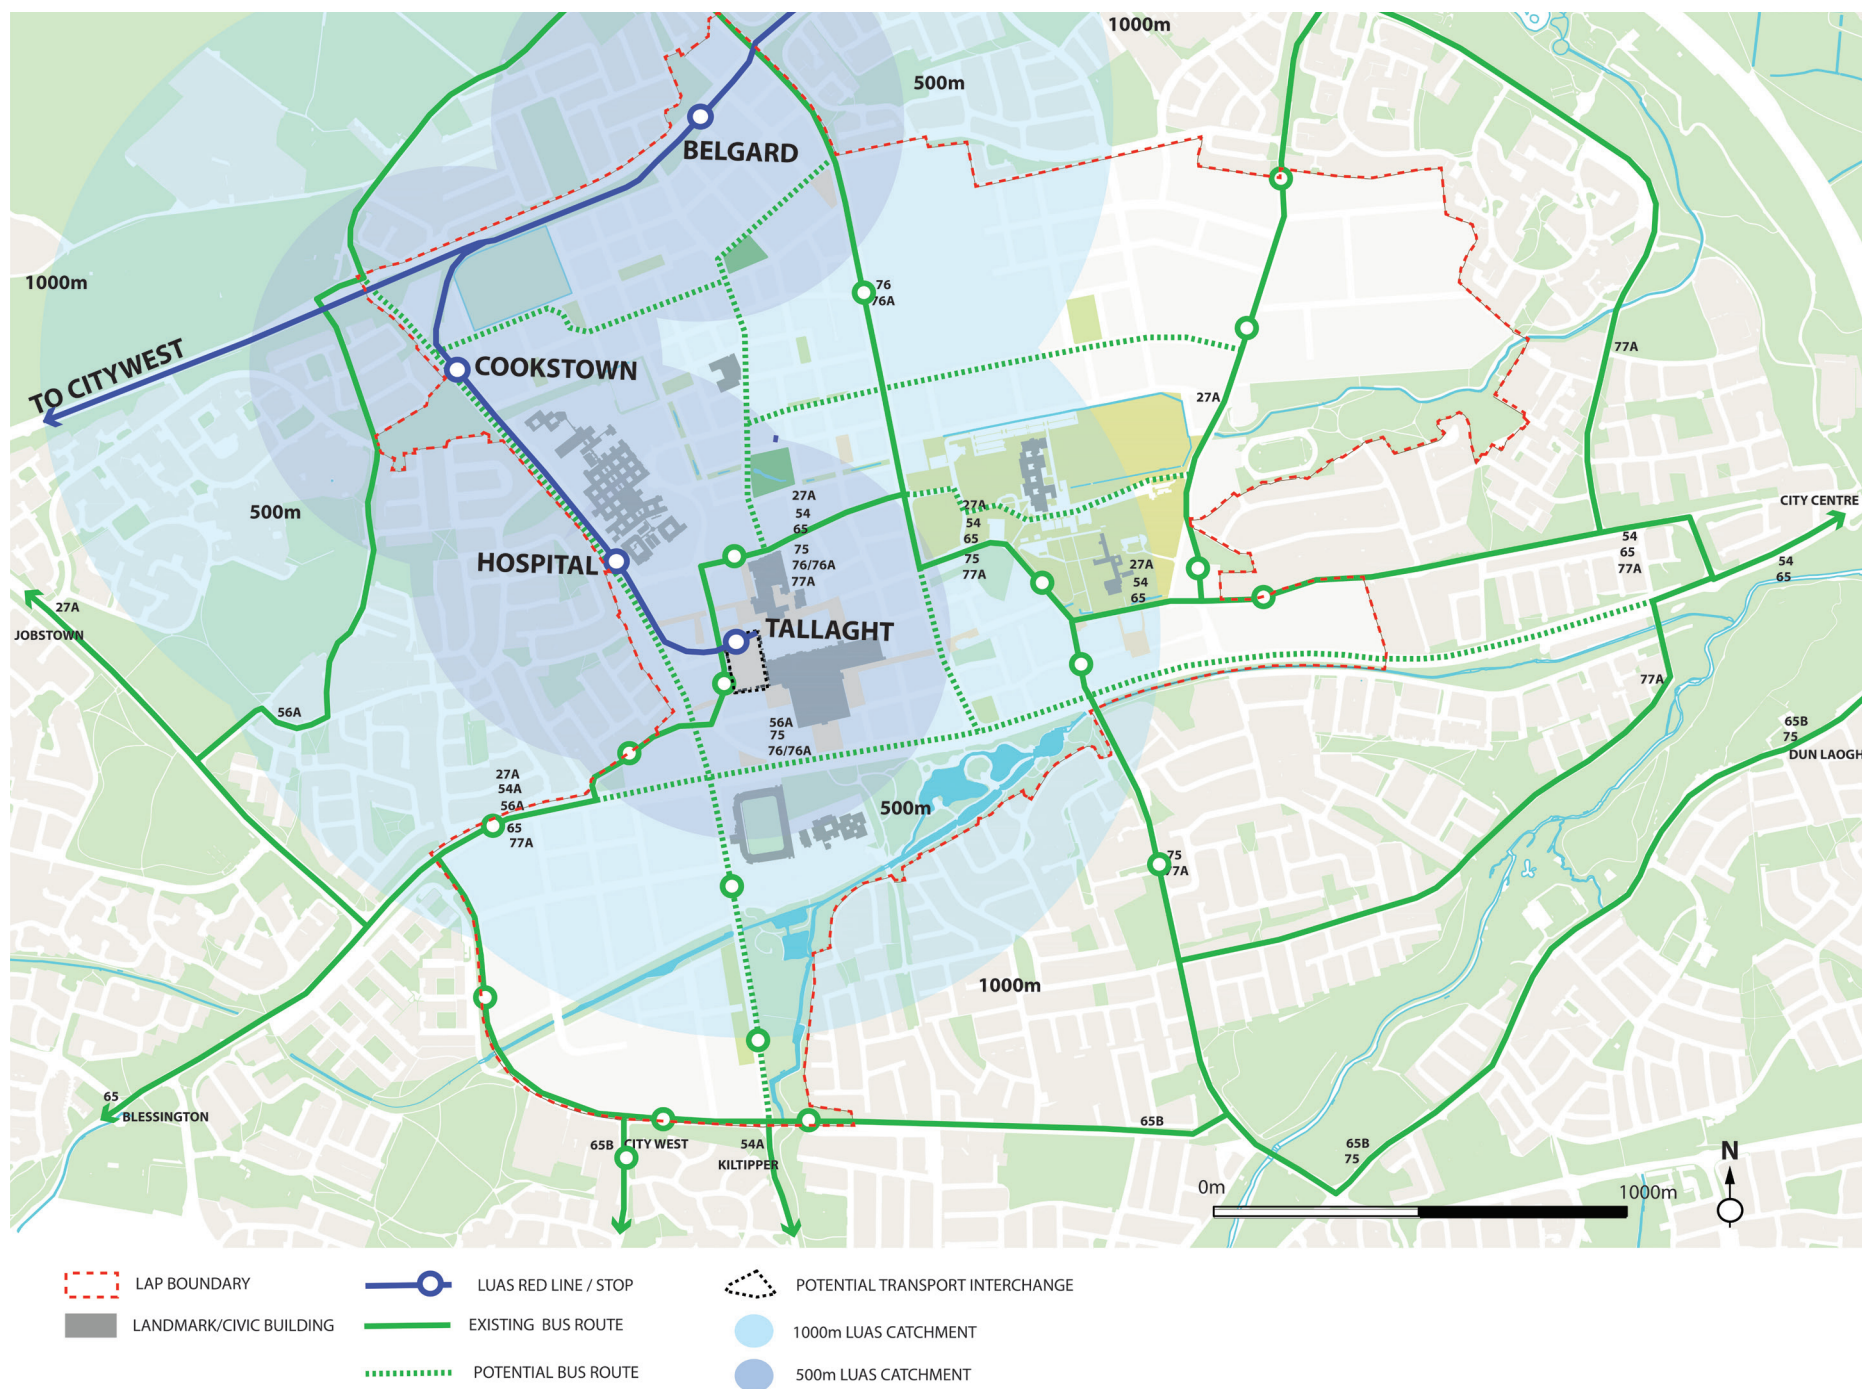 1000m
500m
BELGARD
1000m
76
76A
TO CITYWEST
COOKSTOWN
77A
27A
500m
27A
54
65
27A
54
65
CITY CENTRE
HOSPITAL
75
76/76A
77A
75
77A
27A
54
65
54
65
77A
54
65
27A
JOBSTOWN
TALLAGHT
77A
56A
56A
75
76/76A
65B
75
DUN LAOGH
27A
54A
56A
65
77A
500m
75
77A
1000m
65
BLESSINGTON
65B
CITY WEST
54A
KILTIPPER
65B
65B
75
N
0m
1000m
LAP BOUNDARY
LUAS RED LINE / STOP
POTENTIAL TRANSPORT INTERCHANGE
LANDMARK/CIVIC BUILDING
EXISTING BUS ROUTE
1000m LUAS CATCHMENT
POTENTIAL BUS ROUTE
500m LUAS CATCHMENT